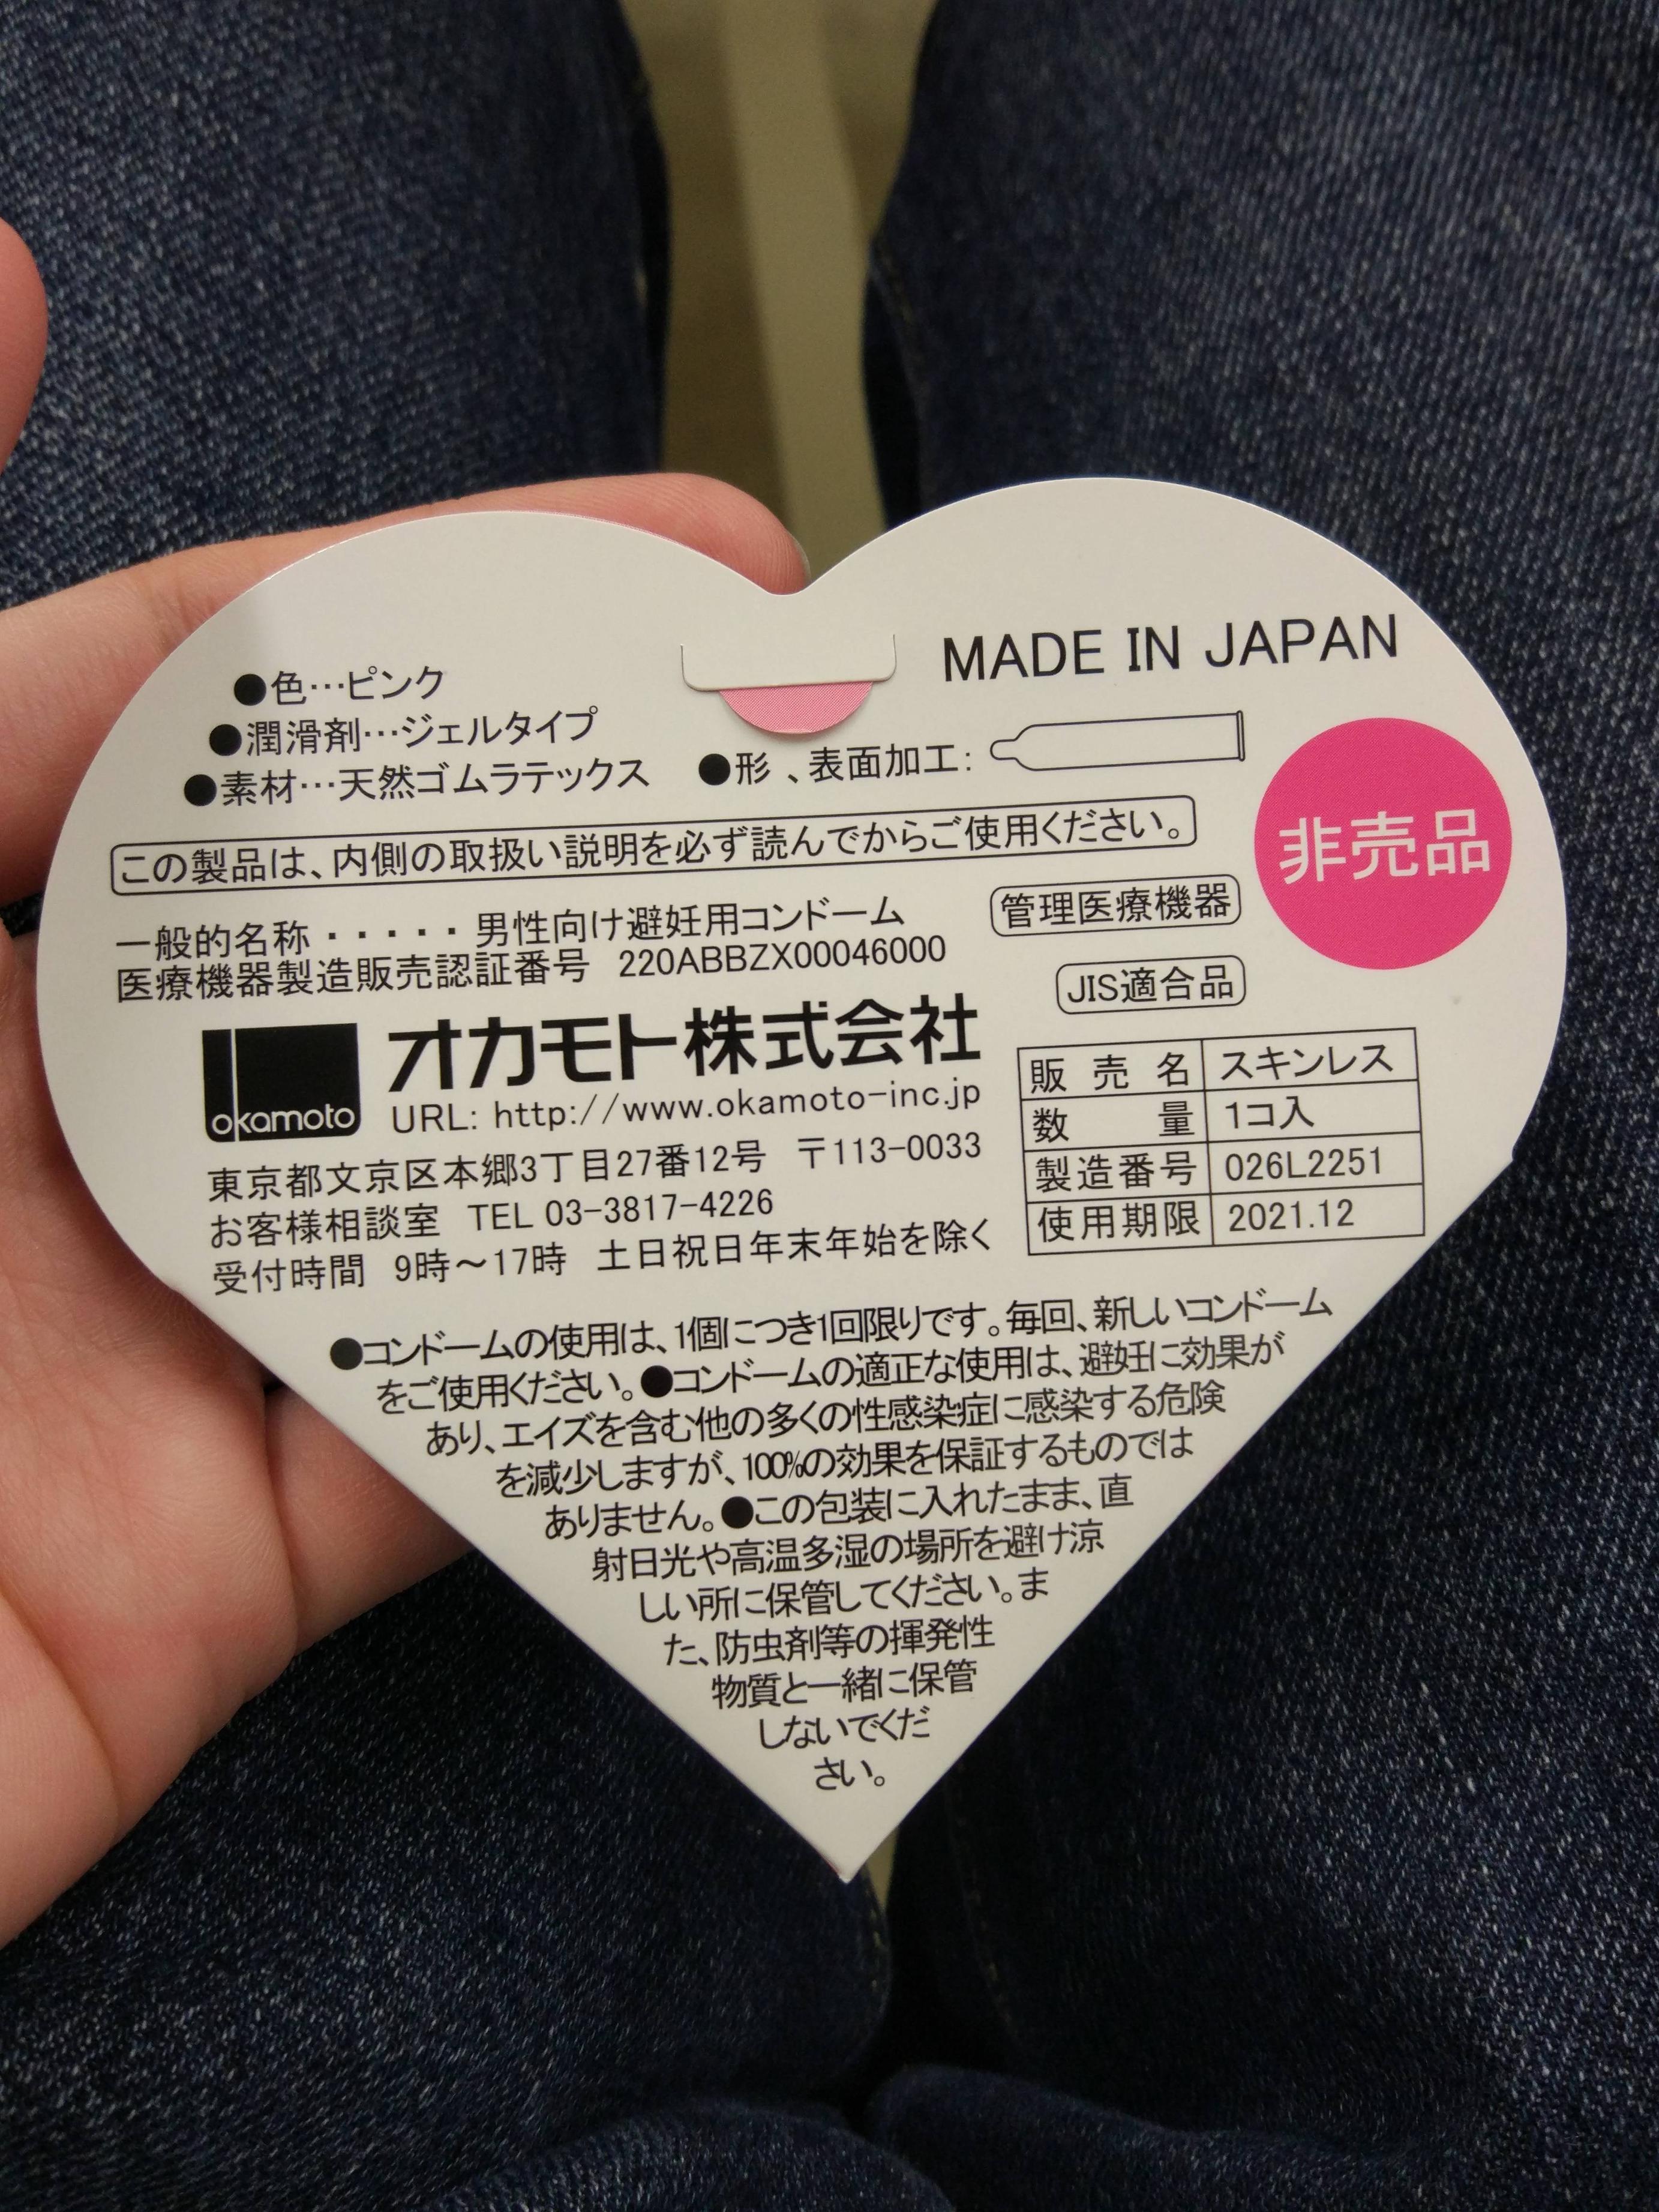 MADE IN JAPAN
●色…ピンク
●潤滑剤…ジェルタイプ
●素材…天然ゴムラテックス
●形、表面加工:
この製品は、内側の取扱い説明を必ず読んでからご使用ください。
非売品
一般的名称・・・・・男性向け避妊用コンドーム
医療機器製造販売認証番号 220ABBZX00046000
管理医療機器
JIS適合品
okamoto
オカモト株式会社
URL: http://www.okamoto-inc.jp
東京都文京区本郷3丁目27番12号 〒113-0033
お客様相談室 TEL 03-3817-4226
受付時間 9時～17時 土日祝日年末年始を除く
販売名 スキンレス
数量 1コ入
製造番号 026L2251
使用期限 2021.12
●コンドームの使用は、1個につき1回限りです。毎回、新しいコンドーム
をご使用ください。●コンドームの適正な使用は、避妊に効果が
あり、エイズを含む他の多くの性感染症に感染する危険
を減少しますが、100%の効果を保証するものでは
ありません。●この包装に入れたまま、直
射日光や高温多湿の場所を避け涼
しい所に保管してください。ま
た、防虫剤等の揮発性
物質と一緒に保管
しないでくだ
さい。